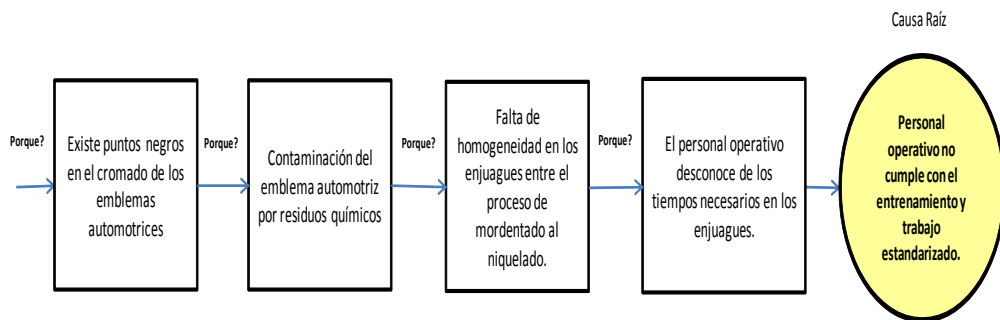 Causa Raíz
Porque?
Existe puntos negros
en el cromado de los
emblemas
automotrices
Porque?
Contaminación del
emblema automotriz
por residuos químicos
Porque?
Falta de
homogeneidad en los
enjuagues entre el
proceso de
mordentado al
niquelado.
Porque?
El personal operativo
desconoce de los
tiempos necesarios en los
enjuagues.
Personal
operativo no
cumple con el
entrenamiento y
trabajo
estandarizado.